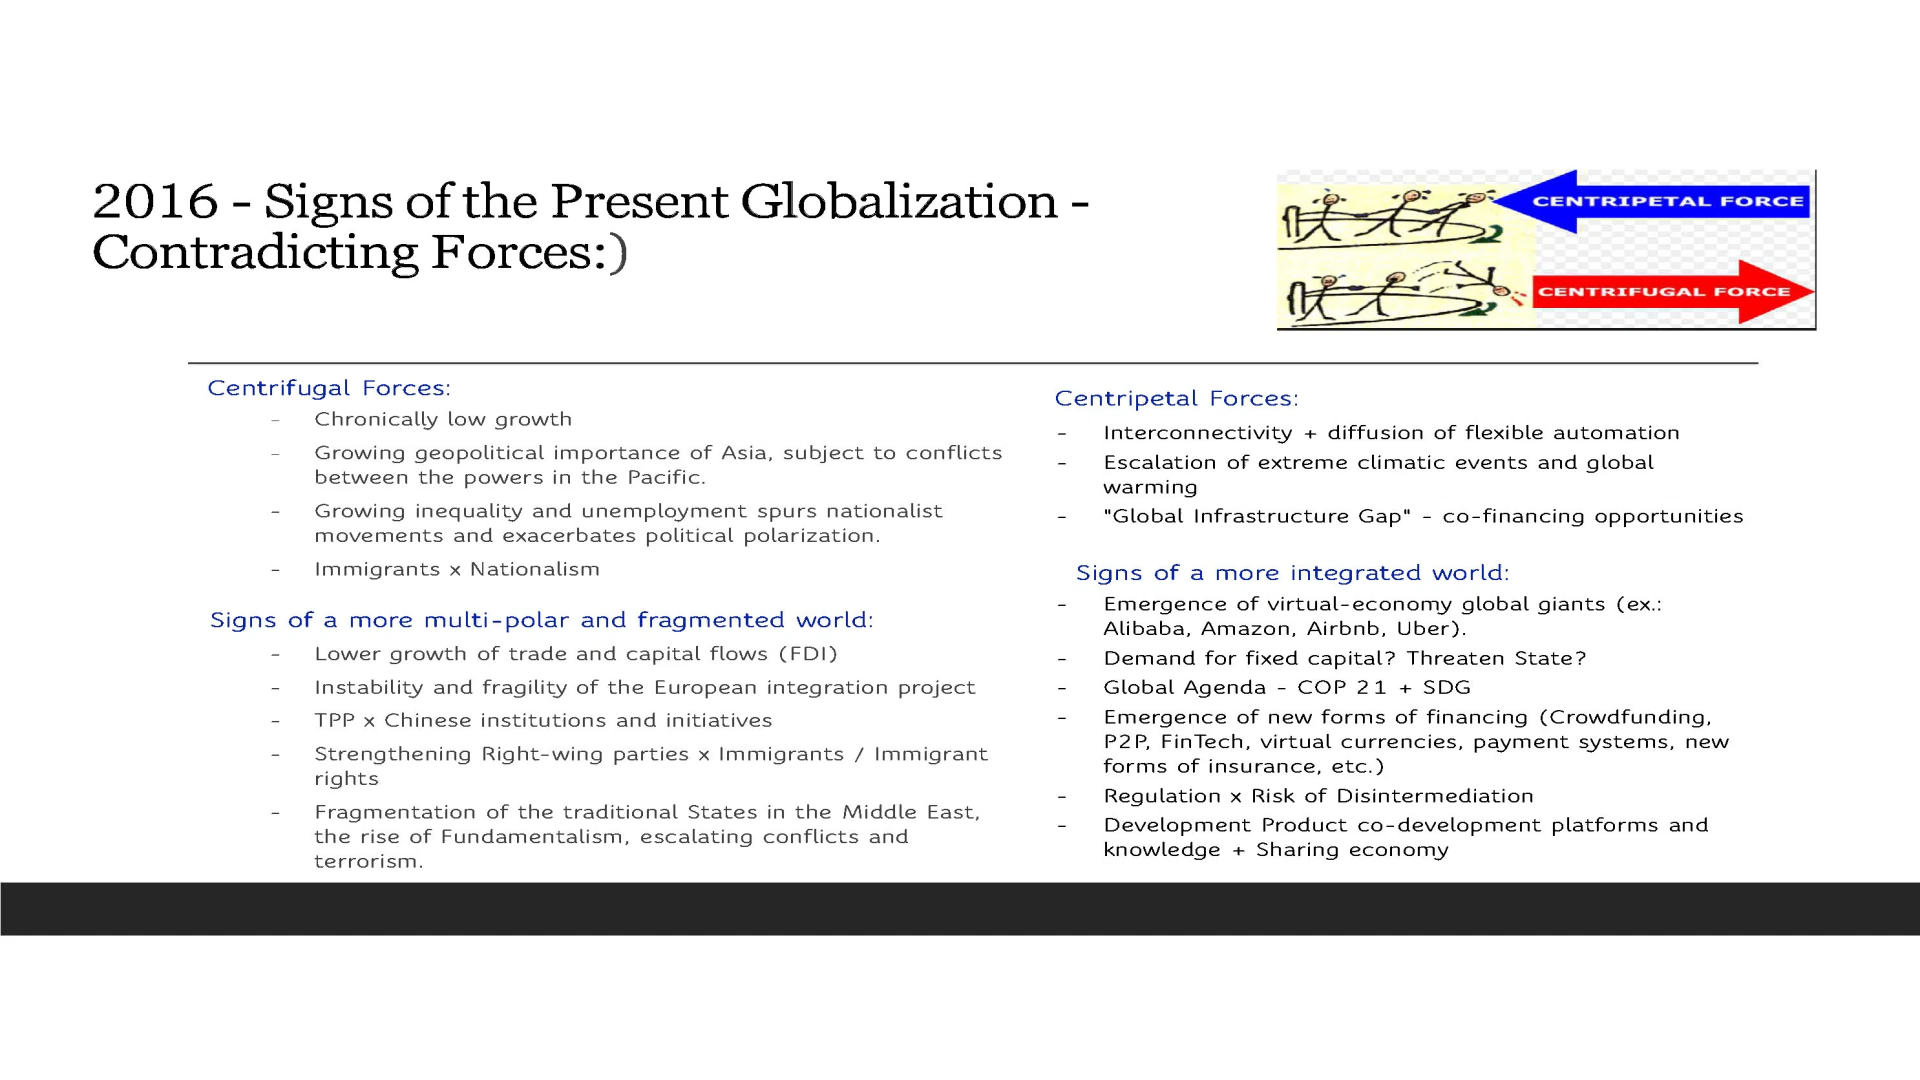 2016 - Signs of the Present Globalization -
Contradicting Forces:)
CENTRIPETAL FORCE
CENTRIFUGAL FORCE
Centrifugal Forces:
- Chronically low growth
- Growing geopolitical importance of Asia, subject to conflicts
between the powers in the Pacific.
- Growing inequality and unemployment spurs nationalist
movements and exacerbates political polarization.
- Immigrants x Nationalism
Signs of a more multi-polar and fragmented world:
- Lower growth of trade and capital flows (FDI)
- Instability and fragility of the European integration project
- TPP x Chinese institutions and initiatives
- Strengthening Right-wing parties x Immigrants / Immigrant
rights
- Fragmentation of the traditional States in the Middle East,
the rise of Fundamentalism, escalating conflicts and
terrorism.
Centripetal Forces:
- Interconnectivity + diffusion of flexible automation
- Escalation of extreme climatic events and global
warming
- "Global Infrastructure Gap" - co-financing opportunities
Signs of a more integrated world:
- Emergence of virtual-economy global giants (ex.:
Alibaba, Amazon, Airbnb, Uber).
- Demand for fixed capital? Threaten State?
- Global Agenda - COP 21 + SDG
- Emergence of new forms of financing (Crowdfunding,
P2P, FinTech, virtual currencies, payment systems, new
forms of insurance, etc.)
- Regulation x Risk of Disintermediation
- Development Product co-development platforms and
knowledge + Sharing economy